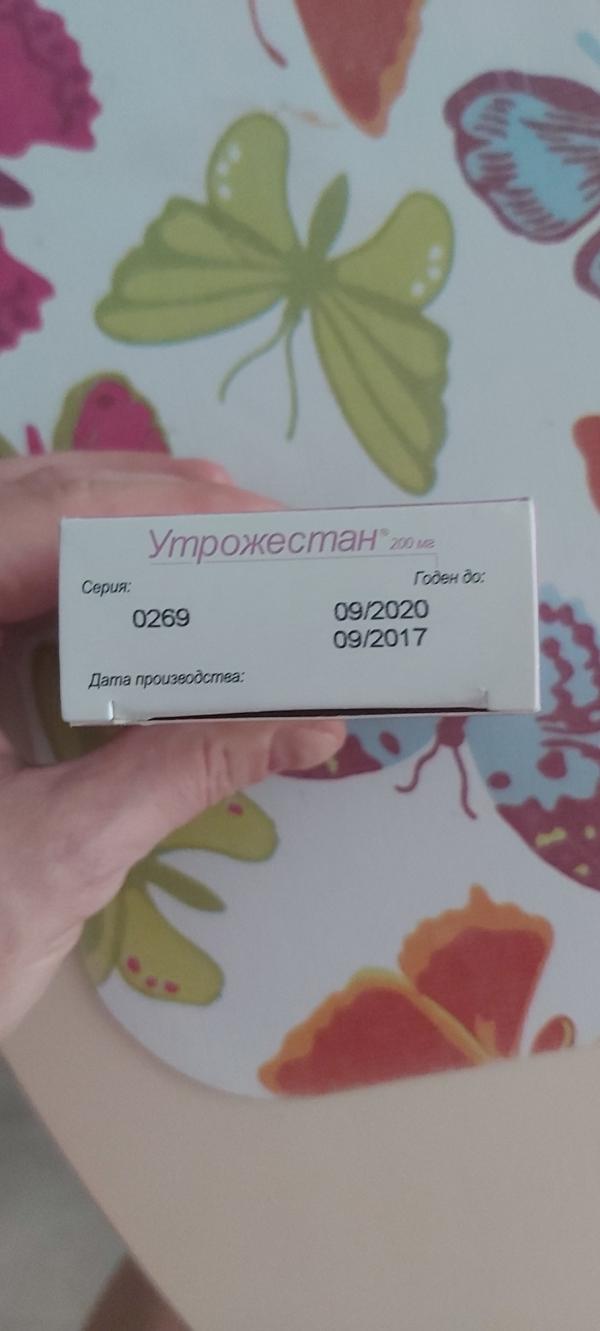 Утрожестан® 200 мг
Серия: Годен до:
0269 09/2020
09/2017
Дата производства: